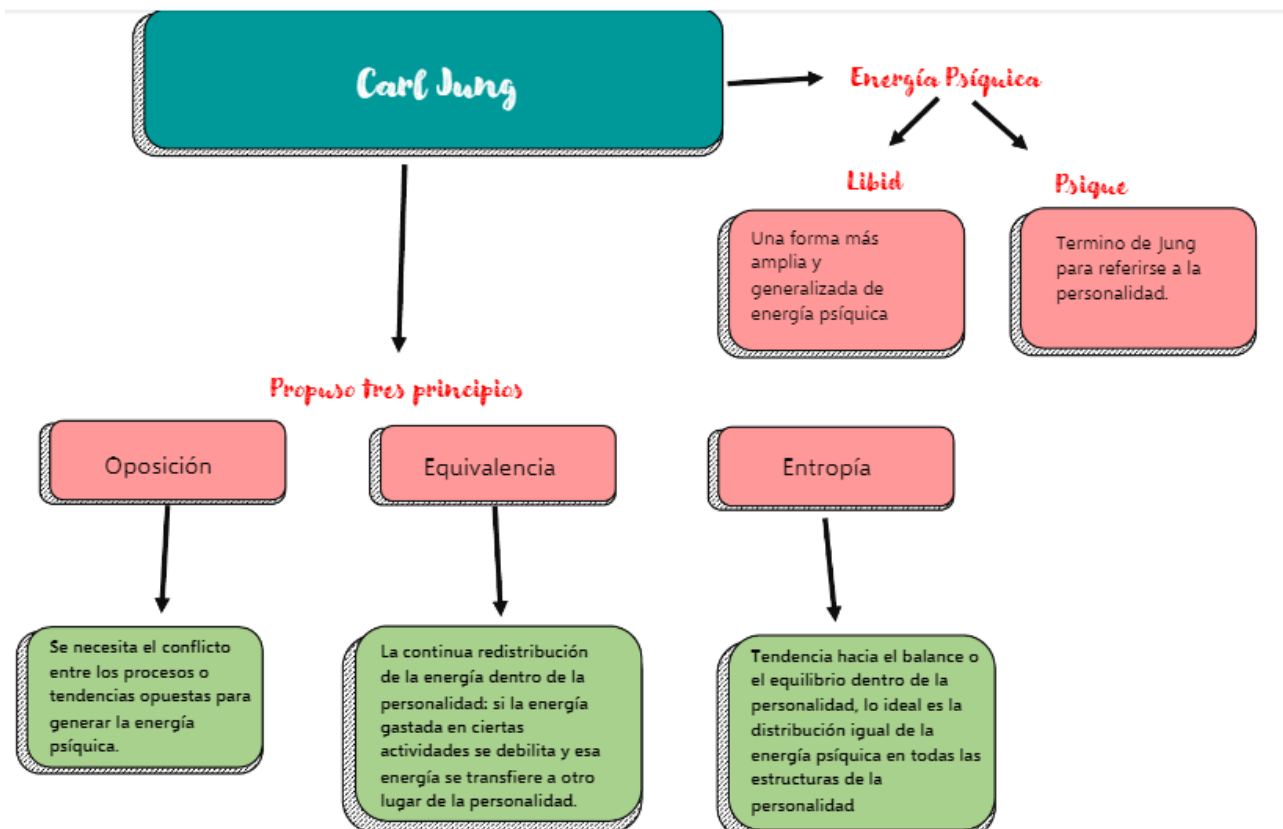 Carl Jung
Energía Psíquica
Libid
Psique
Una forma más
amplia y
generalizada de
energía psíquica
Termino de Jung
para referirse a la
personalidad.
Propuso tres principios
Oposición
Equivalencia
Entropía
Se necesita el conflicto
entre los procesos o
tendencias opuestas para
generar la energía
psíquica.
La continua redistribución
de la energía dentro de la
personalidad: si la energía
gastada en ciertas
actividades se debilita y esa
energía se transfiere a otro
lugar de la personalidad.
Tendencia hacia el balance o
el equilibrio dentro de la
personalidad, lo ideal es la
distribución igual de la
energía psíquica en todas las
estructuras de la
personalidad